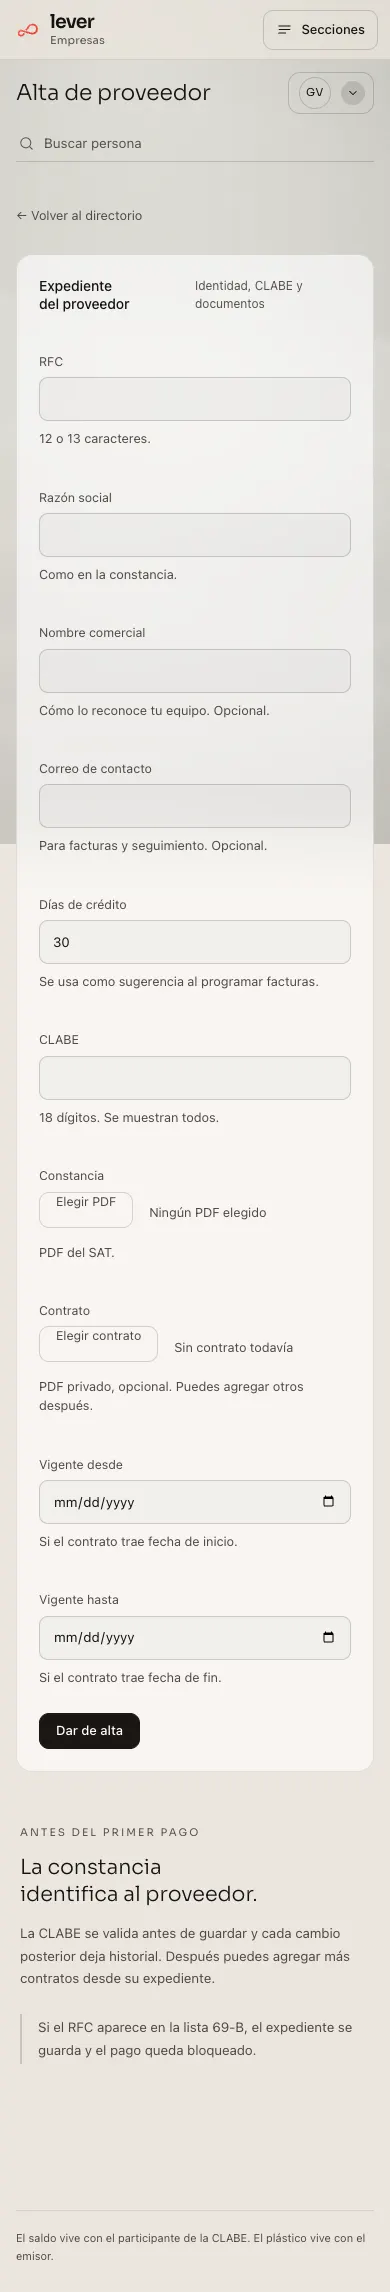 lever
Empresas
Secciones
Alta de proveedor
GV
Buscar persona
← Volver al directorio
Expediente
del proveedor
Identidad, CLABE y
documentos
RFC
12 o 13 caracteres.
Razón social
Como en la constancia.
Nombre comercial
Cómo lo reconoce tu equipo. Opcional.
Correo de contacto
Para facturas y seguimiento. Opcional.
Días de crédito
30
Se usa como sugerencia al programar facturas.
CLABE
18 dígitos. Se muestran todos.
Constancia
Elegir PDF
Ningún PDF elegido
PDF del SAT.
Contrato
Elegir contrato
Sin contrato todavía
PDF privado, opcional. Puedes agregar otros
después.
Vigente desde
mm/dd/yyyy
Si el contrato trae fecha de inicio.
Vigente hasta
mm/dd/yyyy
Si el contrato trae fecha de fin.
Dar de alta
ANTES DEL PRIMER PAGO
La constancia
identifica al proveedor.
La CLABE se valida antes de guardar y cada cambio
posterior deja historial. Después puedes agregar más
contratos desde su expediente.
Si el RFC aparece en la lista 69-B, el expediente se
guarda y el pago queda bloqueado.
El saldo vive con el participante de la CLABE. El plástico vive con el
emisor.